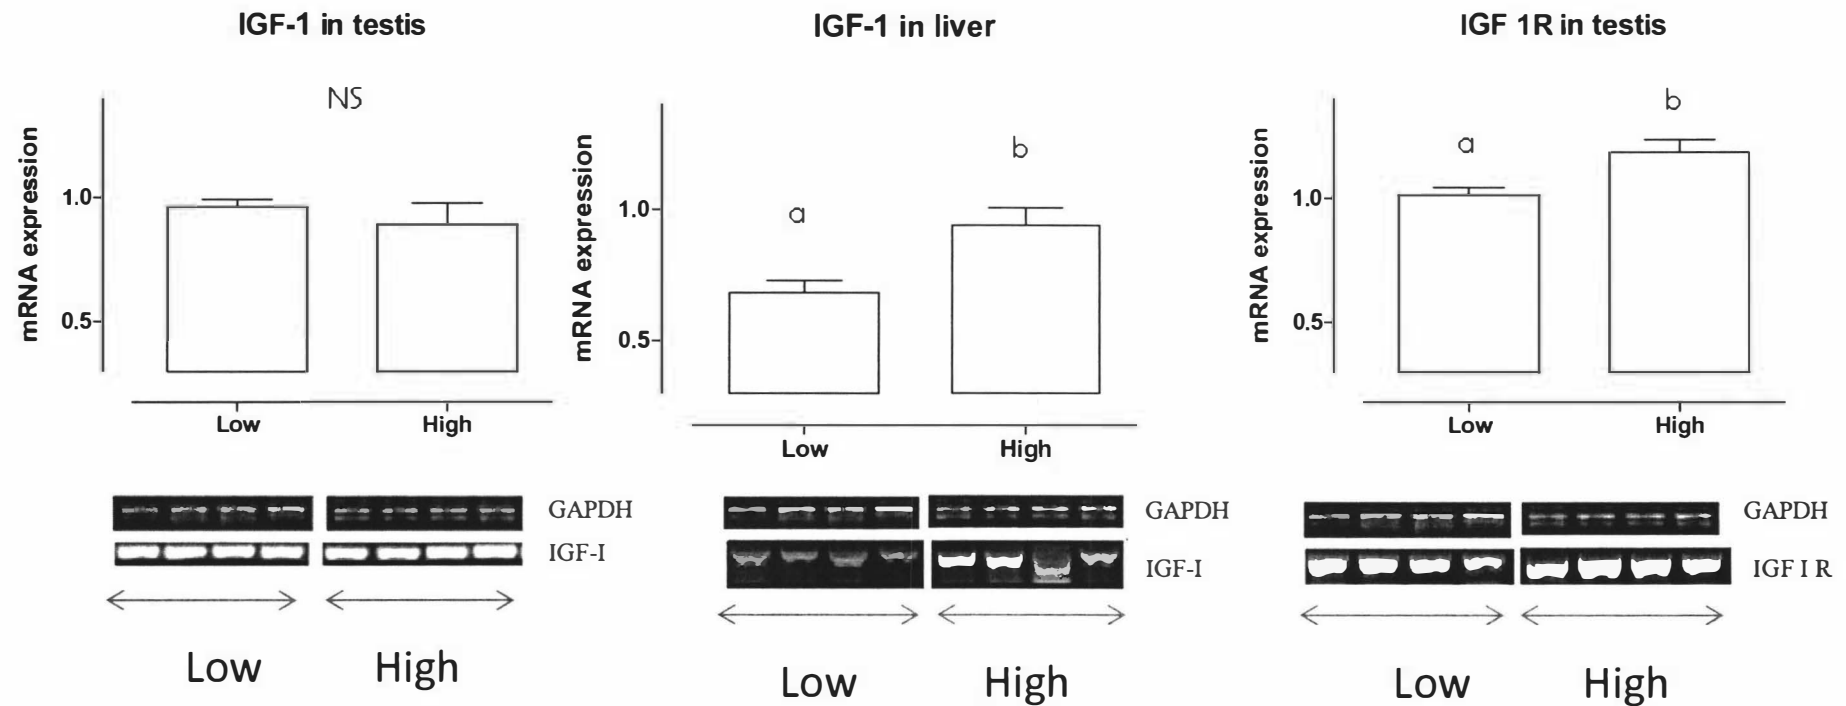 IGF-1 in testis
NS
mRNA expression
1.0
0.5
Low
High
GAPDH
IGF-I
Low
High
IGF-1 in liver
a
b
mRNA expression
1.0
0.5
Low
High
GAPDH
IGF-I
Low
High
IGF 1R in testis
a
b
mRNA expression
1.0
0.5
Low
High
GAPDH
IGF I R
Low
High